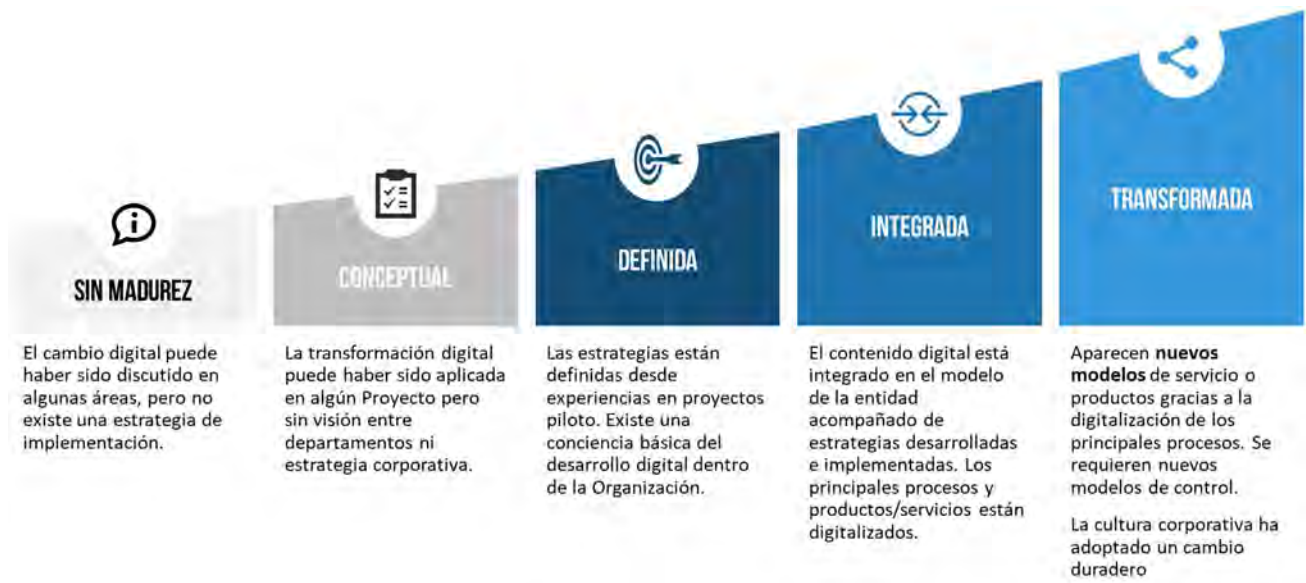 SIN MADUREZ
El cambio digital puede
haber sido discutido en
algunas áreas, pero no
existe una estrategia de
implementación.
CONCEPTUAL
La transformación digital
puede haber sido aplicada
en algún Proyecto pero
sin visión entre
departamentos ni
estrategia corporativa.
DEFINIDA
Las estrategias están
definidas desde
experiencias en proyectos
piloto. Existe una
conciencia básica del
desarrollo digital dentro
de la Organización.
INTEGRADA
El contenido digital está
integrado en el modelo
de la entidad
acompañado de
estrategias desarrolladas
e implementadas. Los
principales procesos y
productos/servicios están
digitalizados.
TRANSFORMADA
Aparecen nuevos
modelos de servicio o
productos gracias a la
digitalización de los
principales procesos. Se
requieren nuevos
modelos de control.
La cultura corporativa ha
adoptado un cambio
duradero